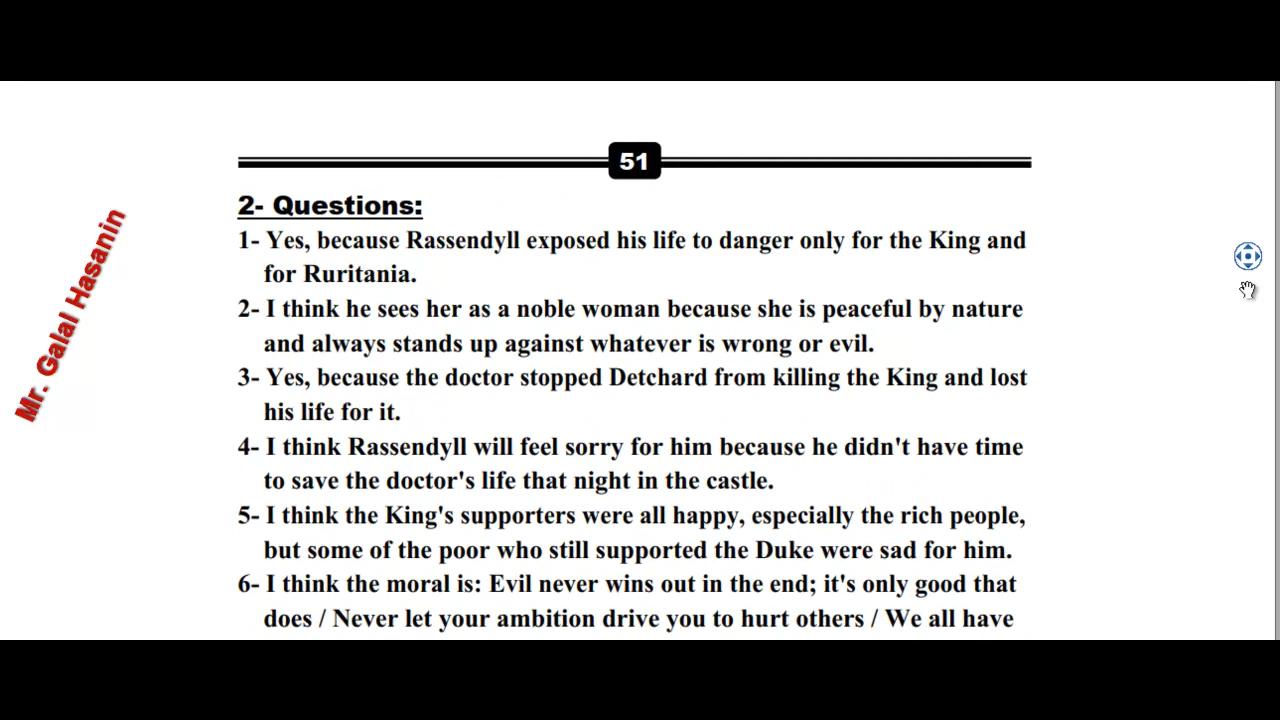 51
2- Questions:
1- Yes, because Rassendyll exposed his life to danger only for the King and
for Ruritania.
2- I think he sees her as a noble woman because she is peaceful by nature
and always stands up against whatever is wrong or evil.
3- Yes, because the doctor stopped Detchard from killing the King and lost
his life for it.
4- I think Rassendyll will feel sorry for him because he didn't have time
to save the doctor's life that night in the castle.
5- I think the King's supporters were all happy, especially the rich people,
but some of the poor who still supported the Duke were sad for him.
6- I think the moral is: Evil never wins out in the end; it's only good that
does / Never let your ambition drive you to hurt others / We all have
Mr. Galal Hasanin